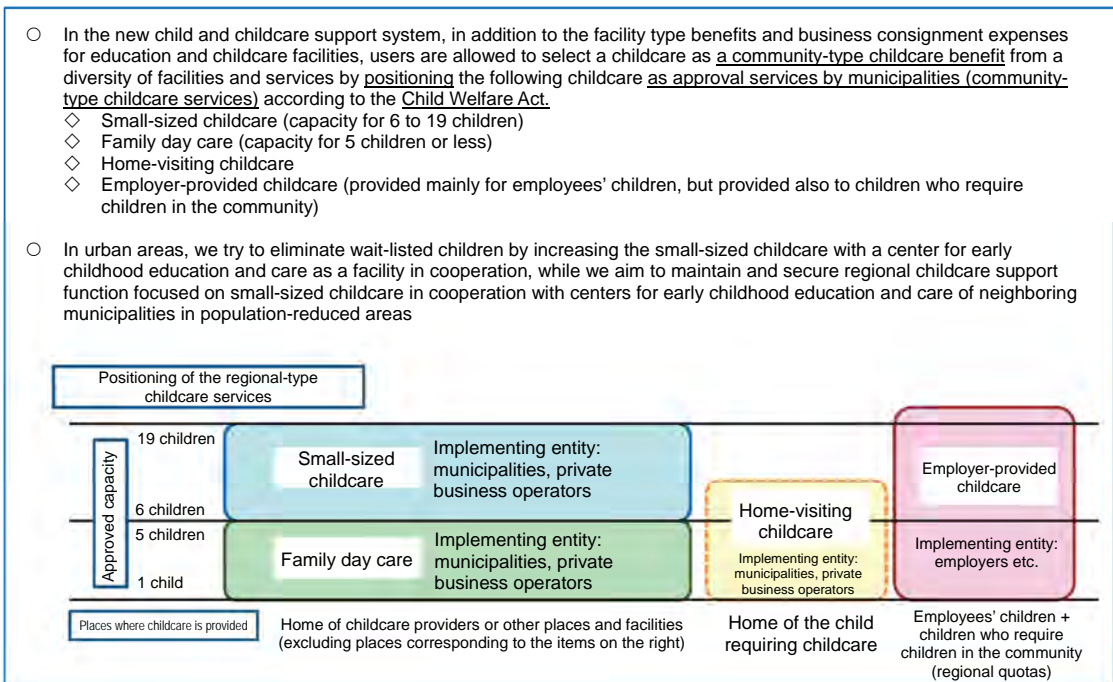 ○ In the new child and childcare support system, in addition to the facility type benefits and business consignment expenses
for education and childcare facilities, users are allowed to select a childcare as a community-type childcare benefit from a
diversity of facilities and services by positioning the following childcare as approval services by municipalities (community-
type childcare services) according to the Child Welfare Act.
◇ Small-sized childcare (capacity for 6 to 19 children)
◇ Family day care (capacity for 5 children or less)
◇ Home-visiting childcare
◇ Employer-provided childcare (provided mainly for employees' children, but provided also to children who require
children in the community)
○ In urban areas, we try to eliminate wait-listed children by increasing the small-sized childcare with a center for early
childhood education and care as a facility in cooperation, while we aim to maintain and secure regional childcare support
function focused on small-sized childcare in cooperation with centers for early childhood education and care of neighboring
municipalities in population-reduced areas
Positioning of the regional-type
childcare services
Approved capacity
19 children
6 children
5 children
1 child
Small-sized
childcare
Implementing entity:
municipalities, private
business operators
Family day care
Implementing entity:
municipalities, private
business operators
Home-visiting
childcare
Implementing entity:
municipalities, private
business operators
Employer-provided
childcare
Implementing entity:
employers etc.
Places where childcare is provided
Home of childcare providers or other places and facilities
(excluding places corresponding to the items on the right)
Home of the child
requiring childcare
Employees' children +
children who require
children in the community
(regional quotas)